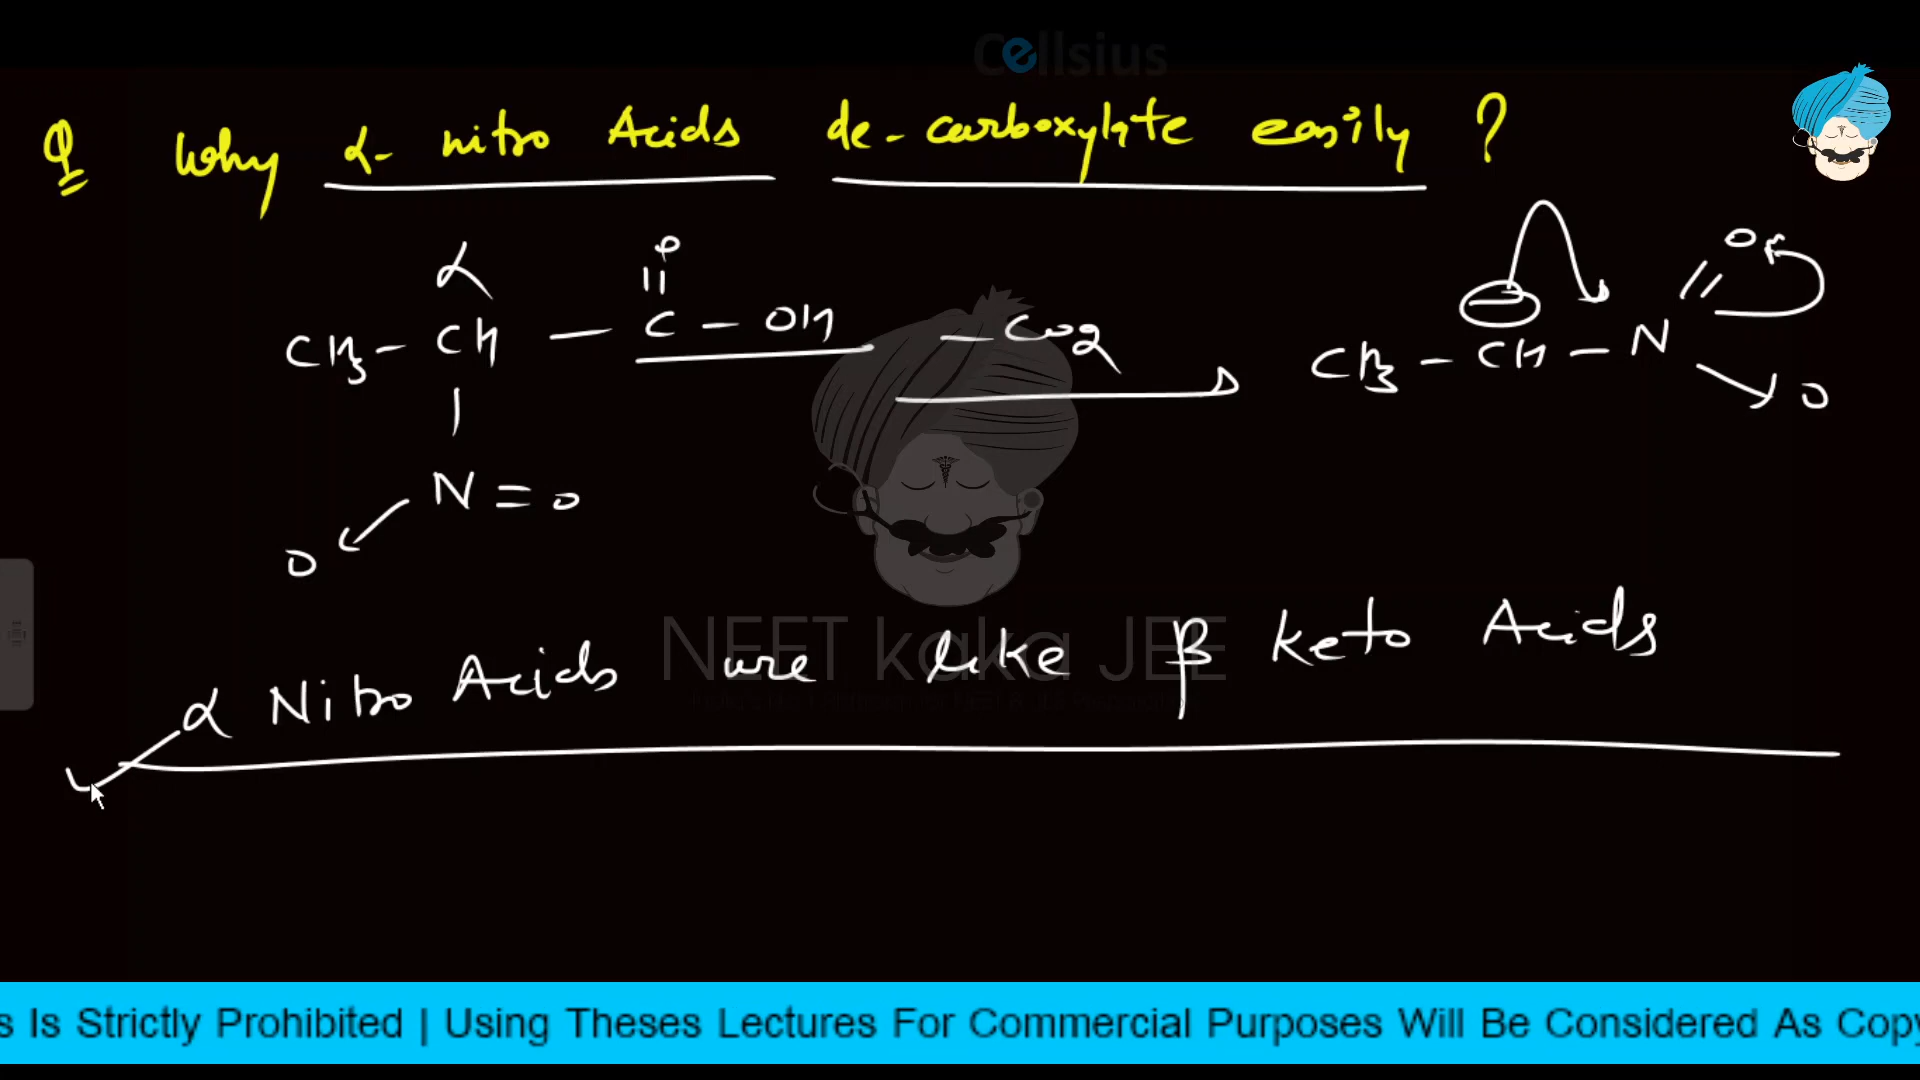 Cellsius
Q Why α- nitro Acids de-carboxylate easily ?
α
O
||
CH3 - CH - C - OH
-CO2
CH3 - CH - N
O
O
N = O
O
NEET kaka JEE
α Nitro Acids are like β keto Acids
s Is Strictly Prohibited | Using Theses Lectures For Commercial Purposes Will Be Considered As Copy